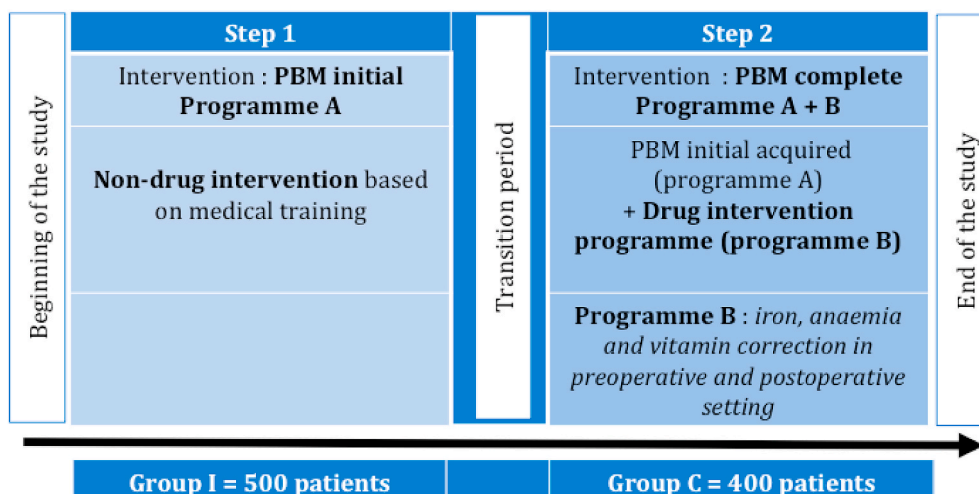 Beginning of the study
Step 1
Intervention : PBM initial
Programme A
Non-drug intervention based
on medical training
Transition period
Step 2
Intervention : PBM complete
Programme A + B
PBM initial acquired
(programme A)
+ Drug intervention
programme (programme B)
Programme B : iron, anaemia
and vitamin correction in
preoperative and postoperative
setting
End of the study
Group I = 500 patients
Group C = 400 patients